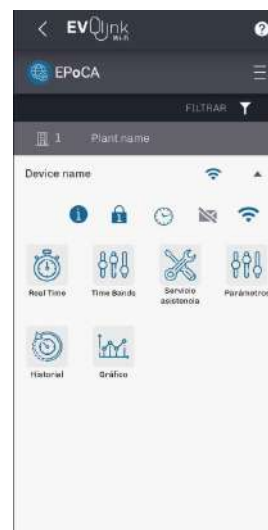 EVOlink
Wi-Fi
EPoCA
FILTRAR
1 Plant name
Device name
Real Time Time Bands Servicio Parámetros
asistencia
Historial Gráfico